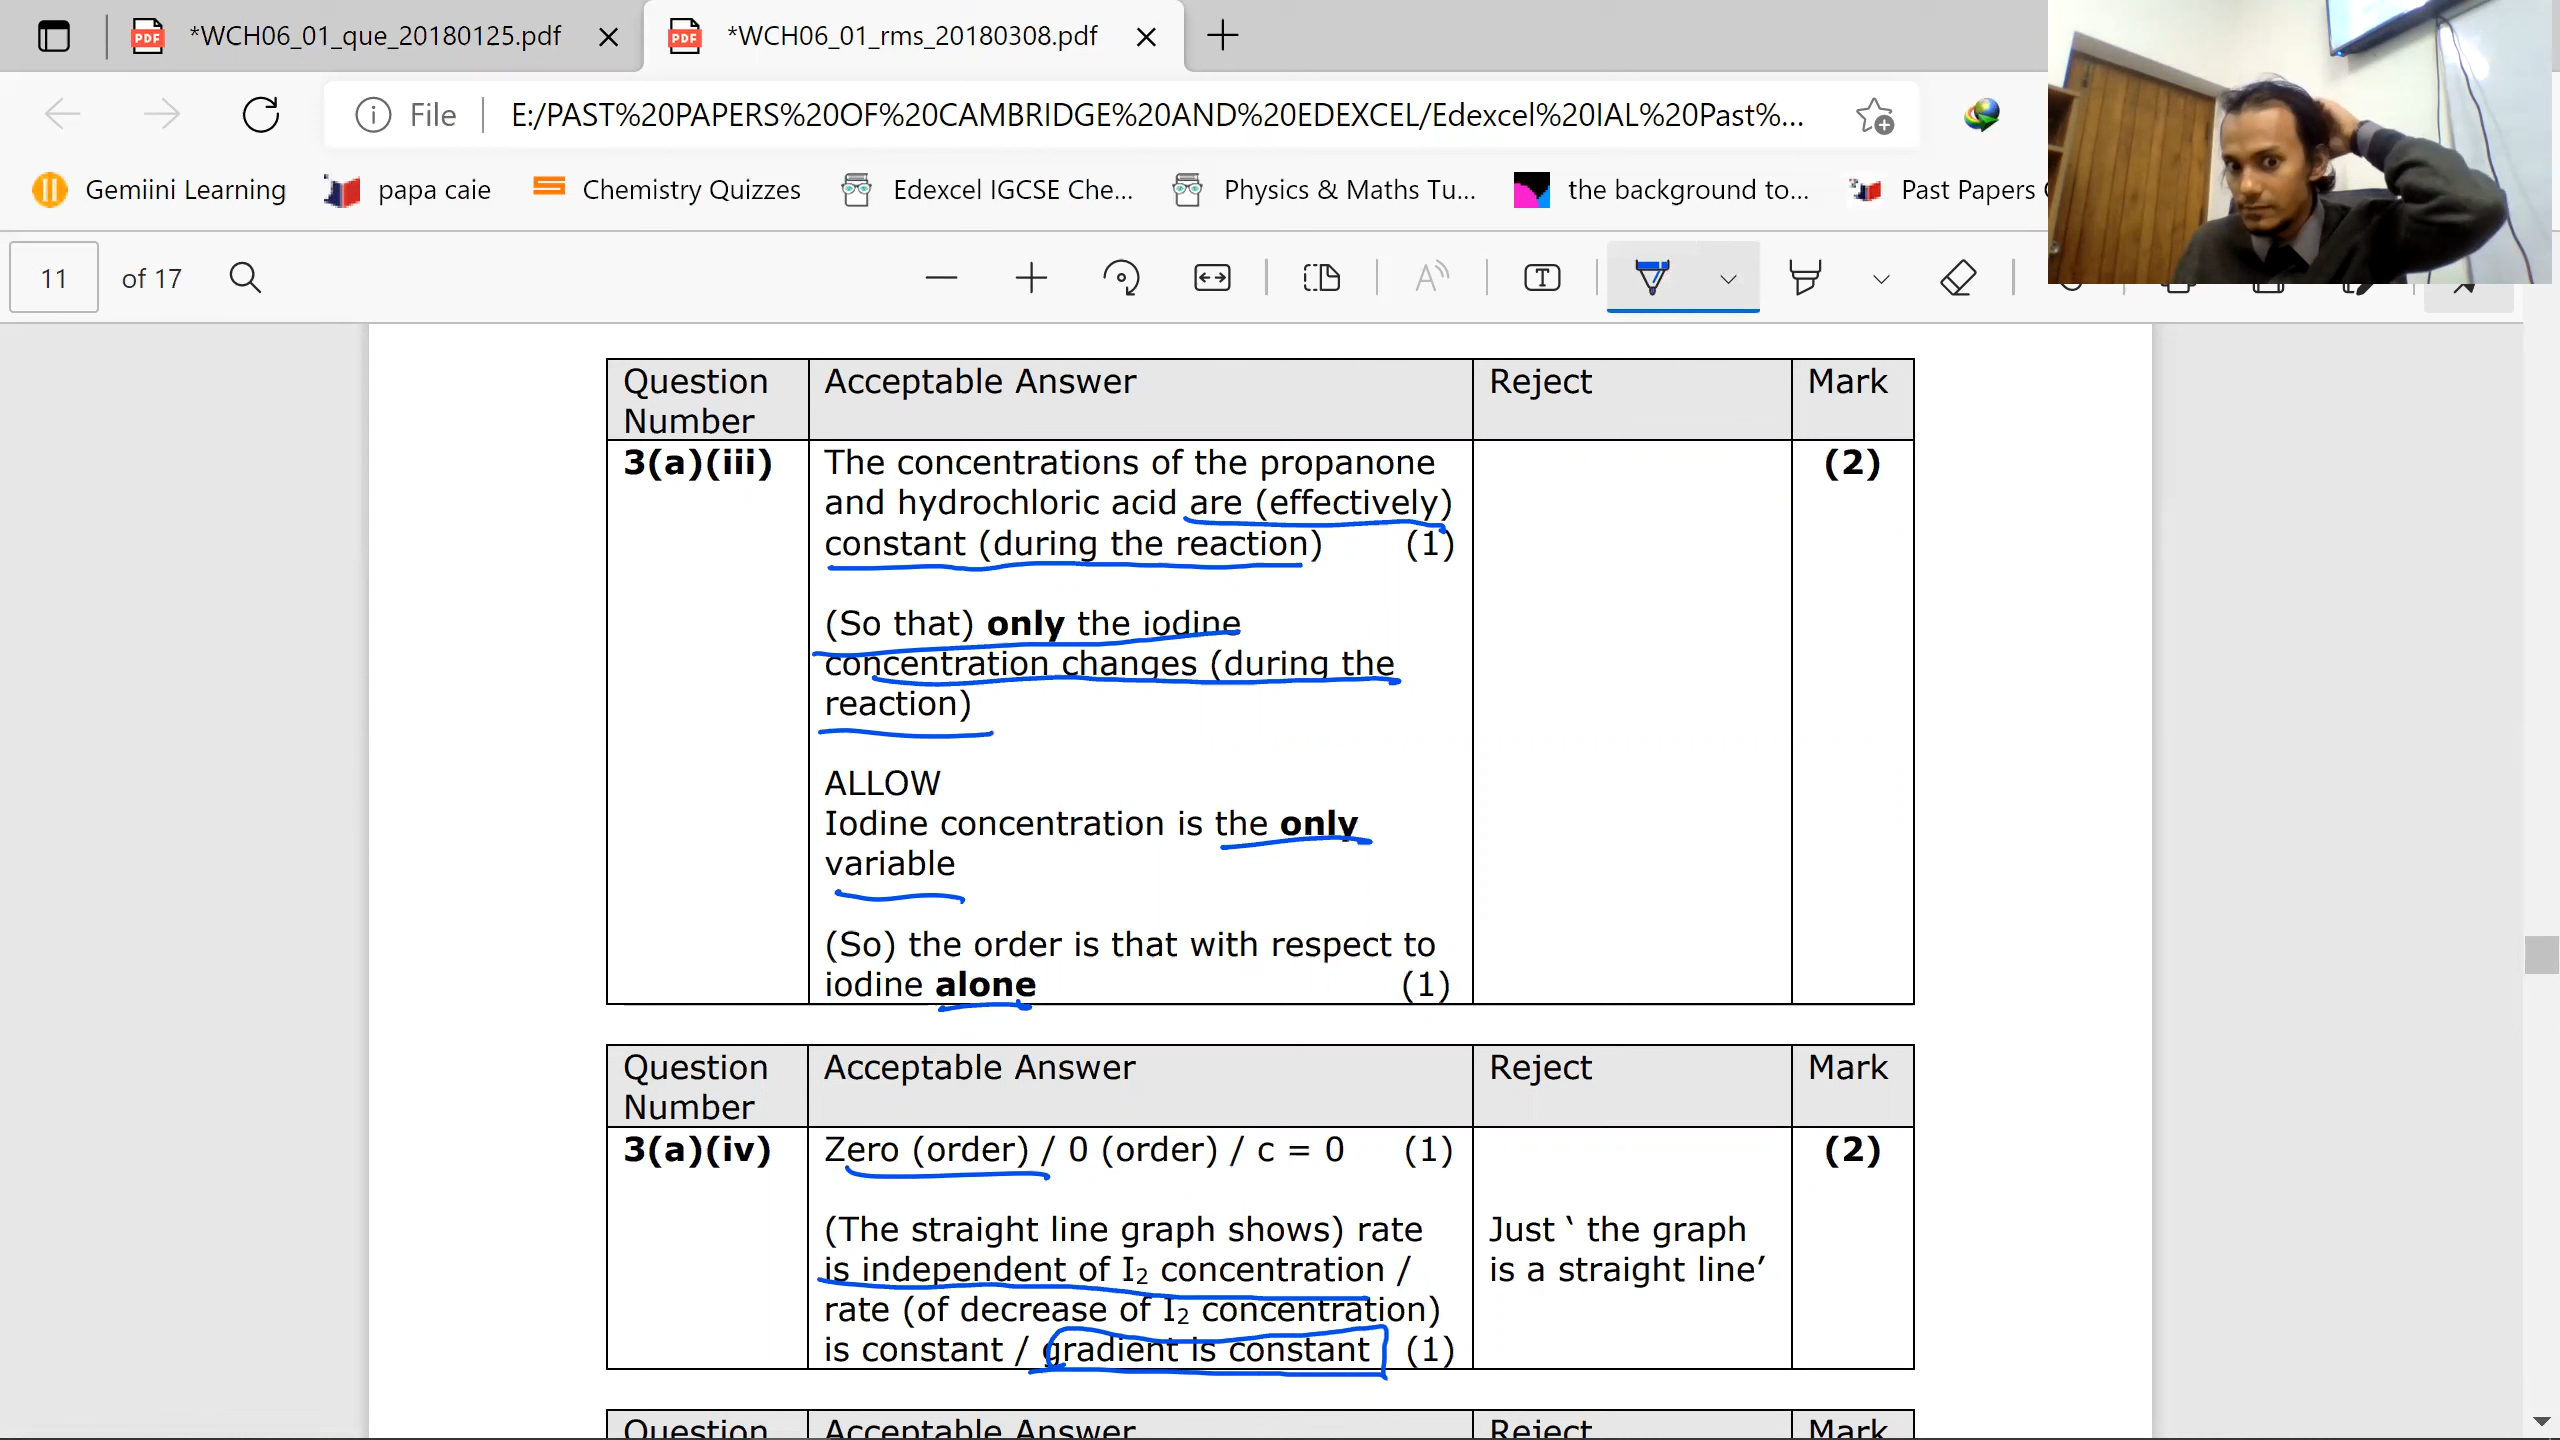 *WCH06_01_que_20180125.pdf
*WCH06_01_rms_20180308.pdf
File
E:/PAST%20PAPERS%20OF%20CAMBRIDGE%20AND%20EDEXCEL/Edexcel%20IAL%20Past%...
Gemiini Learning
papa caie
Chemistry Quizzes
Edexcel IGCSE Che...
Physics & Maths Tu...
the background to...
Past Papers
11 of 17
Question Number
Acceptable Answer
Reject
Mark
3(a)(iii)
The concentrations of the propanone
and hydrochloric acid are (effectively)
constant (during the reaction) (1)
(2)
(So that) only the iodine
concentration changes (during the
reaction)
ALLOW
Iodine concentration is the only
variable
(So) the order is that with respect to
iodine alone (1)
Question Number
Acceptable Answer
Reject
Mark
3(a)(iv)
Zero (order) / 0 (order) / c = 0 (1)
(2)
(The straight line graph shows) rate
is independent of I₂ concentration /
rate (of decrease of I₂ concentration)
is constant / gradient is constant (1)
Just ‘ the graph
is a straight line’
Question
Acceptable Answer
Reject
Mark